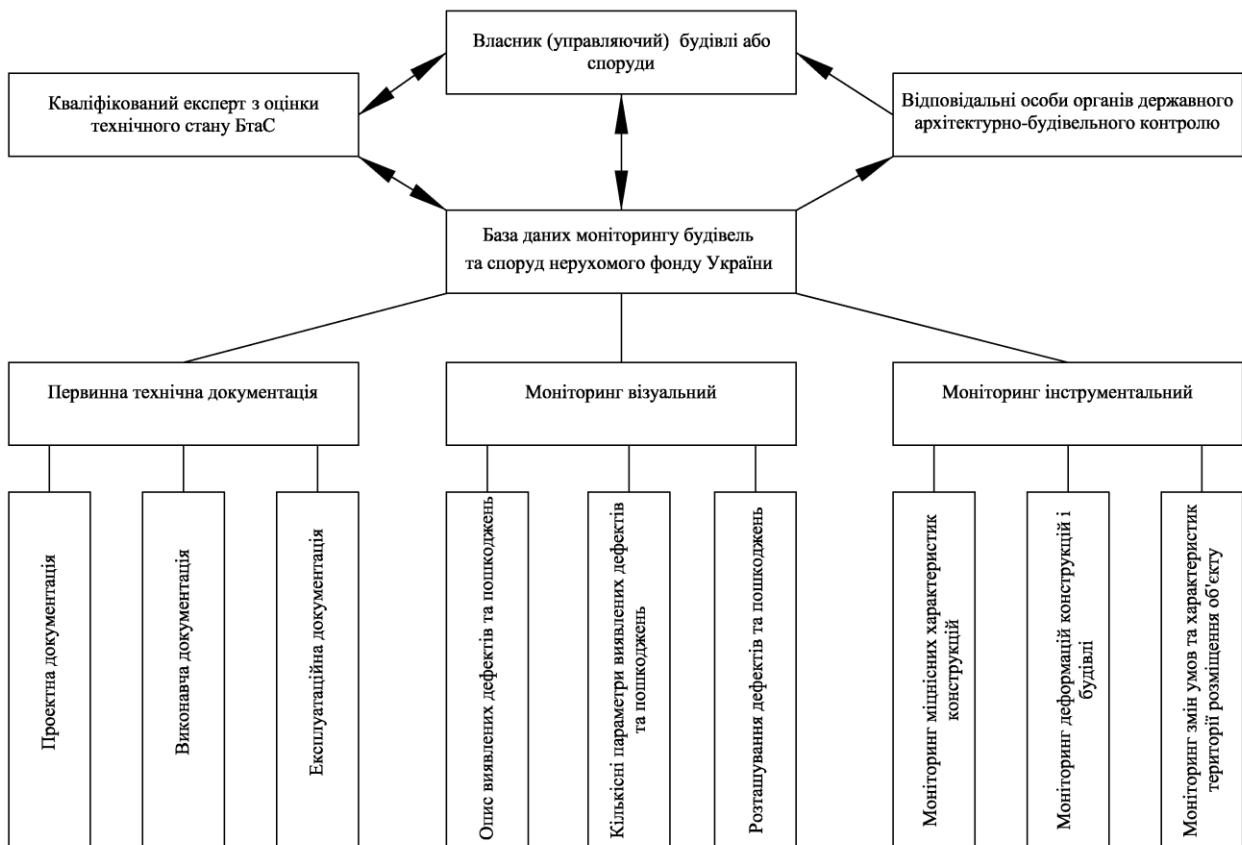 Власник (управляючий) будівлі або
споруди
Кваліфікований експерт з оцінки
технічного стану БтаС
Відповідальні особи органів державного
архітектурно-будівельного контролю
База даних моніторингу будівель
та споруд нерухомого фонду України
Первинна технічна документація
Моніторинг візуальний
Моніторинг інструментальний
Проектна документація
Виконавча документація
Експлуатаційна документація
Опис виявлених дефектів та пошкоджень
Кількісні параметри виявлених дефектів
та пошкоджень
Розташування дефектів та пошкоджень
Моніторинг міцнісних характеристик
конструкцій
Моніторинг деформацій конструкцій і
будівлі
Моніторинг змін умов та характеристик
території розміщення об'єкту